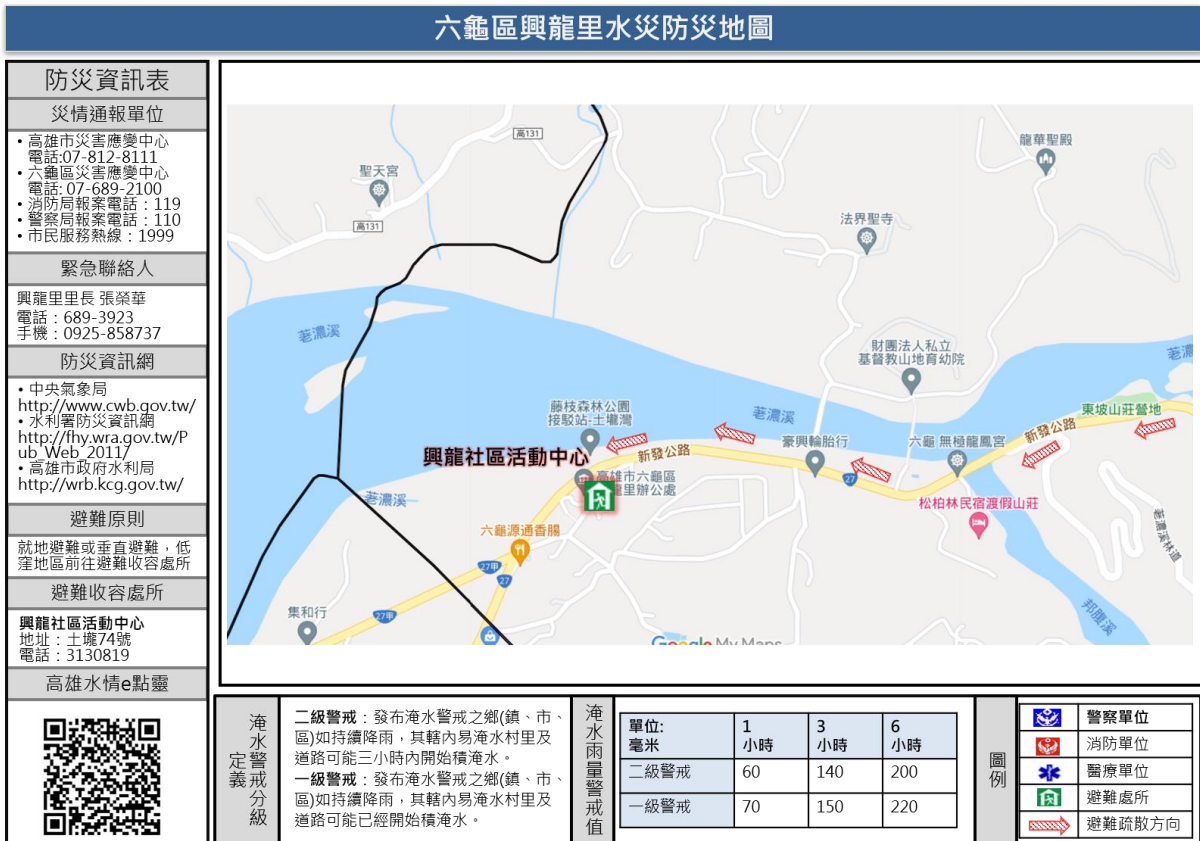 六龜區興龍里水災防災地圖
防災資訊表
災情通報單位
• 高雄市災害應變中心
電話:07-812-8111
• 六龜區災害應變中心
電話: 07-689-2100
• 消防局報案電話：119
• 警察局報案電話：110
• 市民服務熱線：1999
緊急聯絡人
興龍里里長 張榮華
電話：689-3923
手機：0925-858737
防災資訊網
• 中央氣象局
http://www.cwb.gov.tw/
• 水利署防災資訊網
http://fhy.wra.gov.tw/P
ub_Web_2011/
• 高雄市政府水利局
http://wrb.kcg.gov.tw/
避難原則
就地避難或垂直避難，低
窪地區前往避難收容處所
避難收容處所
興龍社區活動中心
地址：土壠74號
電話：3130819
高雄水情e點靈
高131
龍華聖殿
聖天宮
高131
法界聖寺
荖濃溪
財團法人私立
基督教山地育幼院
荖濃
藤枝森林公園
接駁站-土壠灣
荖濃溪
東坡山莊營地
新發公路
豪興輪胎行
六龜 無極龍鳳宮
興龍社區活動中心
新發公路
高雄市六龜區
龍里辦公處
27
荖濃溪
松柏林民宿渡假山莊
荖濃溪林道
六龜源通香腸
27甲
27
集和行
27甲
邦腹溪
Google My Maps
淹水警戒分級
定義
二級警戒：發布淹水警戒之鄉(鎮、市、
區)如持續降雨，其轄內易淹水村里及
道路可能三小時內開始積淹水。
一級警戒：發布淹水警戒之鄉(鎮、市、
區)如持續降雨，其轄內易淹水村里及
道路可能已經開始積淹水。
淹水雨量警戒值
單位:毫米 1小時 3小時 6小時
二級警戒 60 140 200
一級警戒 70 150 220
圖例
警察單位
消防單位
醫療單位
避難處所
避難疏散方向